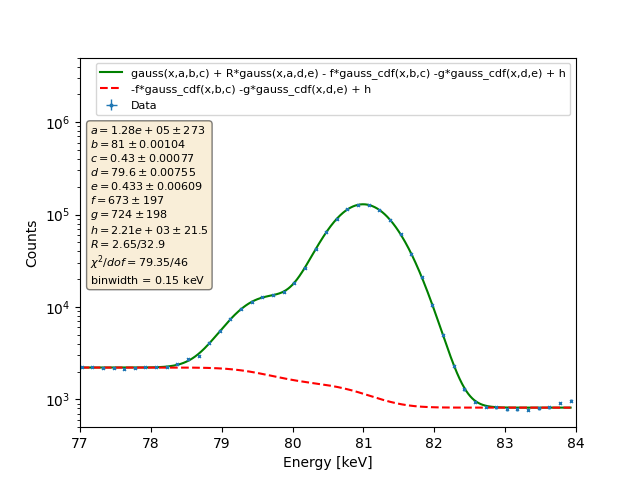 gauss(x,a,b,c) + R*gauss(x,a,d,e) - f*gauss_cdf(x,b,c) -g*gauss_cdf(x,d,e) + h
-f*gauss_cdf(x,b,c) -g*gauss_cdf(x,d,e) + h
Data
10⁶
a = 1.28e + 05 ± 273
b = 81 ± 0.00104
c = 0.43 ± 0.00077
d = 79.6 ± 0.00755
e = 0.433 ± 0.00609
f = 673 ± 197
g = 724 ± 198
h = 2.21e + 03 ± 21.5
R = 2.65/32.9
χ²/dof = 79.35/46
binwidth = 0.15 keV
10⁵
10⁴
10³
Counts
77 78 79 80 81 82 83 84
Energy [keV]